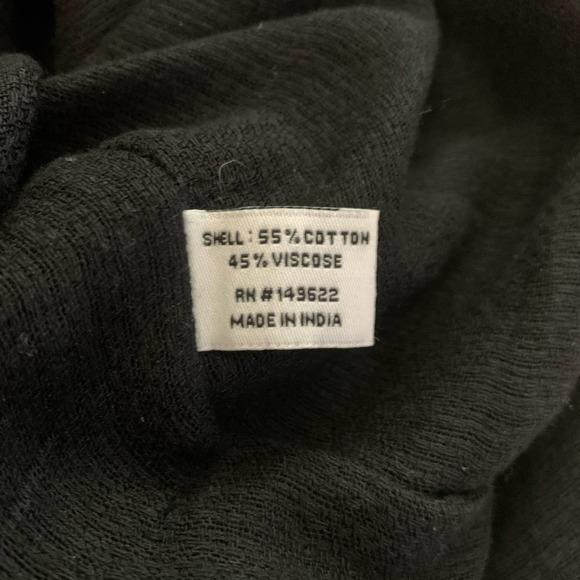 SHELL: 55% COTTON
45% VISCOSE
RN #149622
MADE IN INDIA